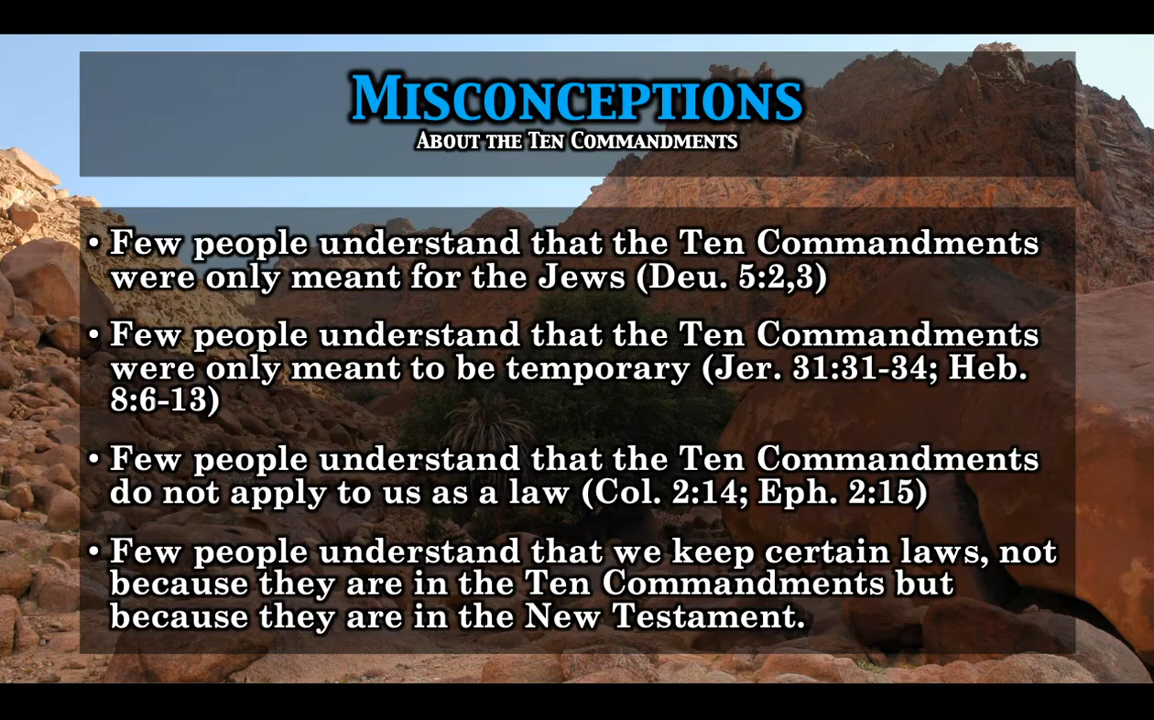 Misconceptions
About the Ten Commandments
• Few people understand that the Ten Commandments
were only meant for the Jews (Deu. 5:2,3)
• Few people understand that the Ten Commandments
were only meant to be temporary (Jer. 31:31-34; Heb.
8:6-13)
• Few people understand that the Ten Commandments
do not apply to us as a law (Col. 2:14; Eph. 2:15)
• Few people understand that we keep certain laws, not
because they are in the Ten Commandments but
because they are in the New Testament.